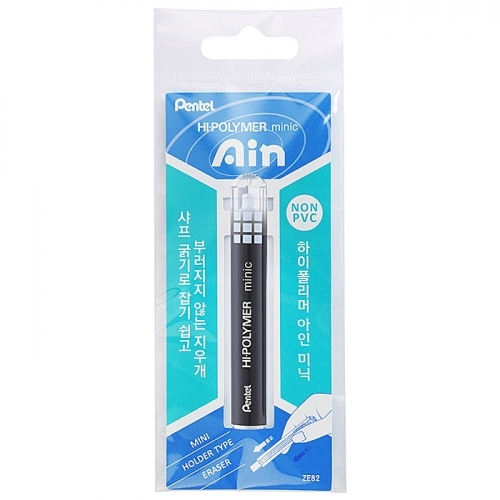 Pentel
HI-POLYMER minic
Ain
NON
PVC
부러지지 않는 지우개
샤프 굵기로 잡기 쉽고
하이폴리머 아인 미닉
HI-POLYMER minic
Pentel
MINI
HOLDER TYPE
ERASER
ZE82